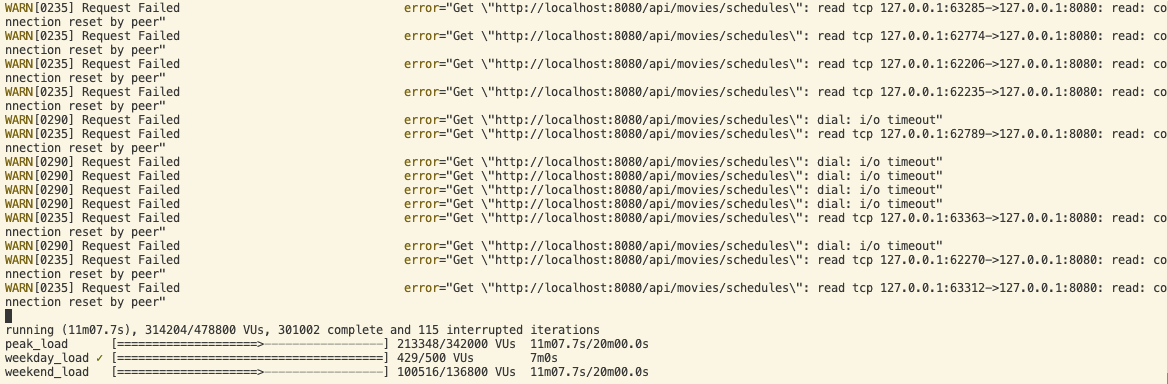 WARN[0235] Request Failed error="Get \"http://localhost:8080/api/movies/schedules\": read tcp 127.0.0.1:63285->127.0.0.1:8080: read: co
nnection reset by peer"
WARN[0235] Request Failed error="Get \"http://localhost:8080/api/movies/schedules\": read tcp 127.0.0.1:62774->127.0.0.1:8080: read: co
nnection reset by peer"
WARN[0235] Request Failed error="Get \"http://localhost:8080/api/movies/schedules\": read tcp 127.0.0.1:62206->127.0.0.1:8080: read: co
nnection reset by peer"
WARN[0235] Request Failed error="Get \"http://localhost:8080/api/movies/schedules\": read tcp 127.0.0.1:62235->127.0.0.1:8080: read: co
nnection reset by peer"
WARN[0290] Request Failed error="Get \"http://localhost:8080/api/movies/schedules\": dial: i/o timeout"
WARN[0235] Request Failed error="Get \"http://localhost:8080/api/movies/schedules\": read tcp 127.0.0.1:62789->127.0.0.1:8080: read: co
nnection reset by peer"
WARN[0290] Request Failed error="Get \"http://localhost:8080/api/movies/schedules\": dial: i/o timeout"
WARN[0290] Request Failed error="Get \"http://localhost:8080/api/movies/schedules\": dial: i/o timeout"
WARN[0290] Request Failed error="Get \"http://localhost:8080/api/movies/schedules\": dial: i/o timeout"
WARN[0290] Request Failed error="Get \"http://localhost:8080/api/movies/schedules\": dial: i/o timeout"
WARN[0235] Request Failed error="Get \"http://localhost:8080/api/movies/schedules\": read tcp 127.0.0.1:63363->127.0.0.1:8080: read: co
nnection reset by peer"
WARN[0290] Request Failed error="Get \"http://localhost:8080/api/movies/schedules\": dial: i/o timeout"
WARN[0235] Request Failed error="Get \"http://localhost:8080/api/movies/schedules\": read tcp 127.0.0.1:62270->127.0.0.1:8080: read: co
nnection reset by peer"
WARN[0235] Request Failed error="Get \"http://localhost:8080/api/movies/schedules\": read tcp 127.0.0.1:63312->127.0.0.1:8080: read: co
nnection reset by peer"
running (11m07.7s), 314204/478800 VUs, 301002 complete and 115 interrupted iterations
peak_load [====================>-----------------] 213348/342000 VUs 11m07.7s/20m00.0s
weekday_load ✓ [======================================] 429/500 VUs 7m0s
weekend_load [====================>-----------------] 100516/136800 VUs 11m07.7s/20m00.0s